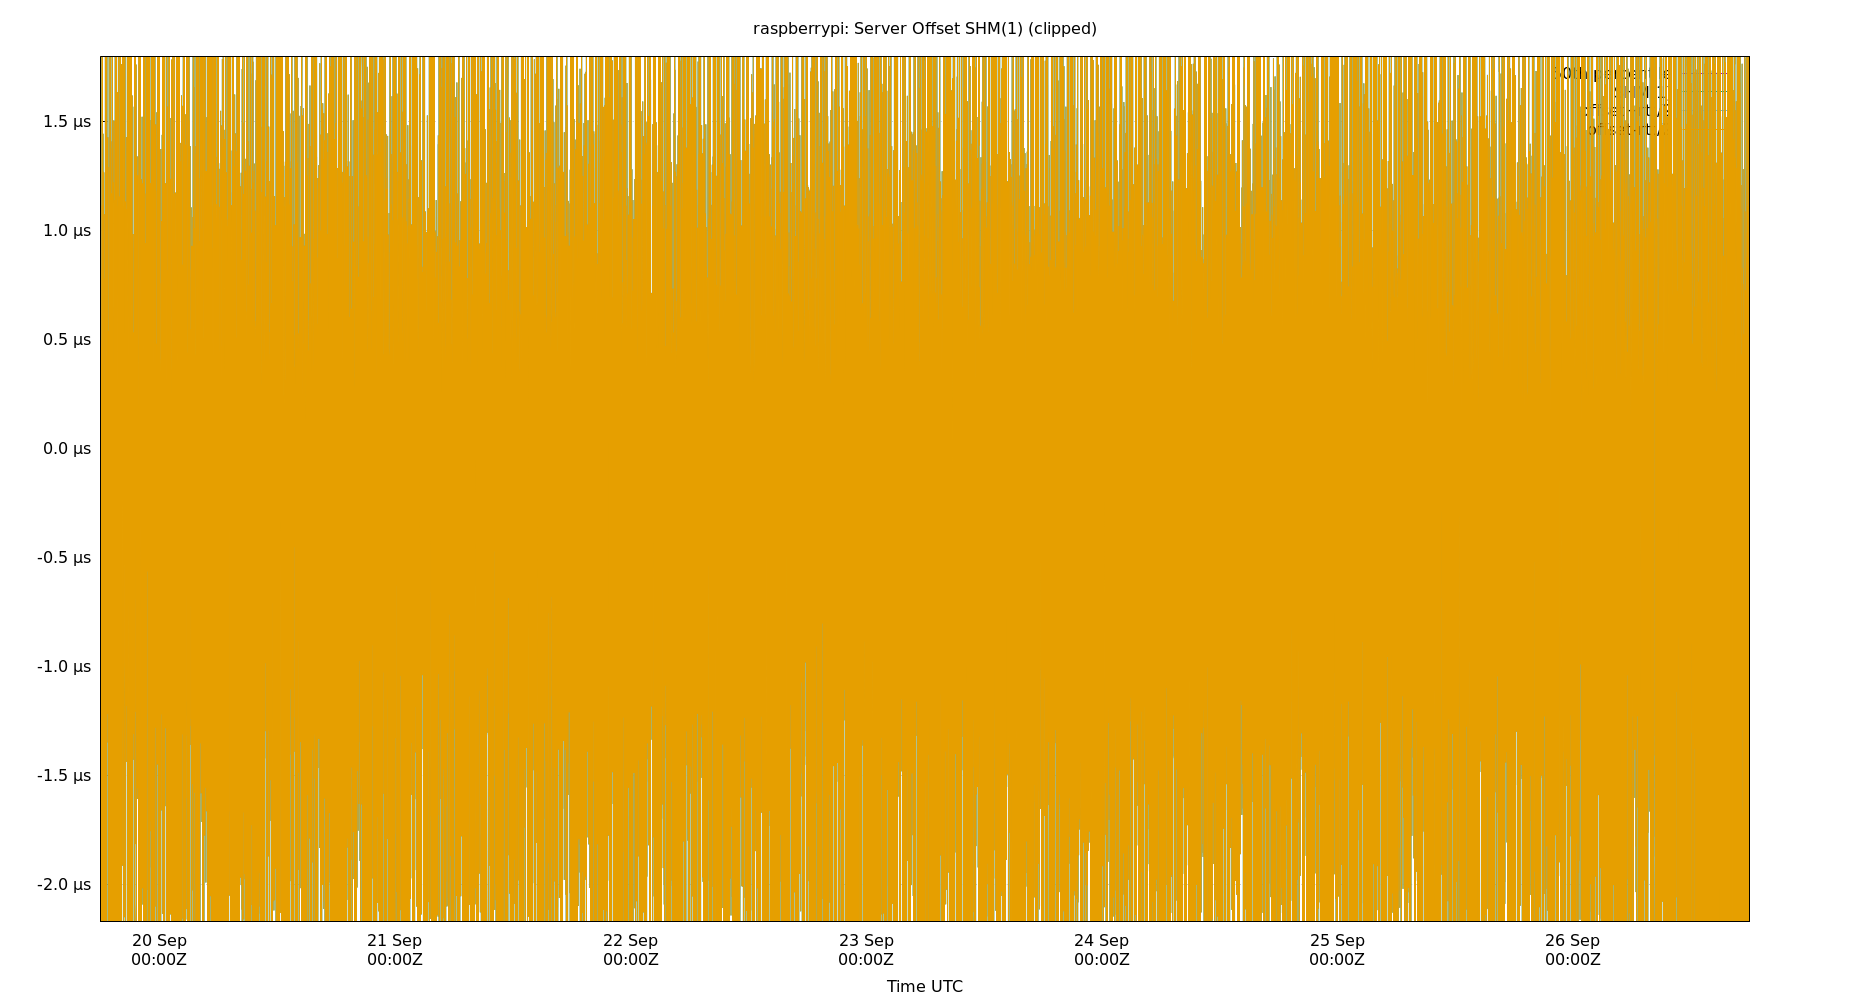 raspberrypi: Server Offset SHM(1) (clipped)
1.5 µs
1.0 µs
0.5 µs
0.0 µs
-0.5 µs
-1.0 µs
-1.5 µs
-2.0 µs
20 Sep
00:00Z
21 Sep
00:00Z
22 Sep
00:00Z
23 Sep
00:00Z
24 Sep
00:00Z
25 Sep
00:00Z
26 Sep
00:00Z
Time UTC